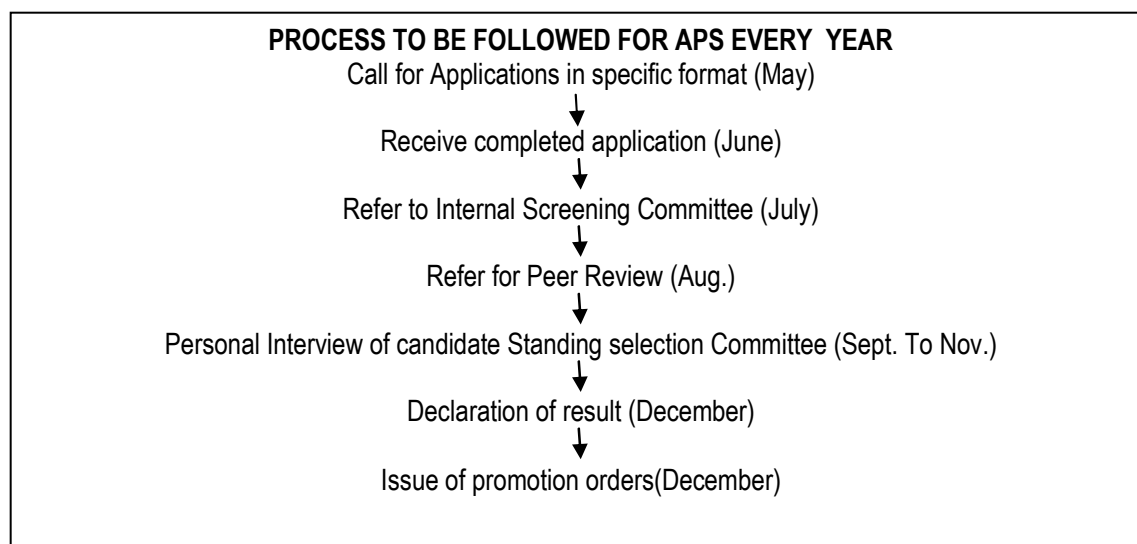 PROCESS TO BE FOLLOWED FOR APS EVERY YEAR
Call for Applications in specific format (May)
Receive completed application (June)
Refer to Internal Screening Committee (July)
Refer for Peer Review (Aug.)
Personal Interview of candidate Standing selection Committee (Sept. To Nov.)
Declaration of result (December)
Issue of promotion orders(December)